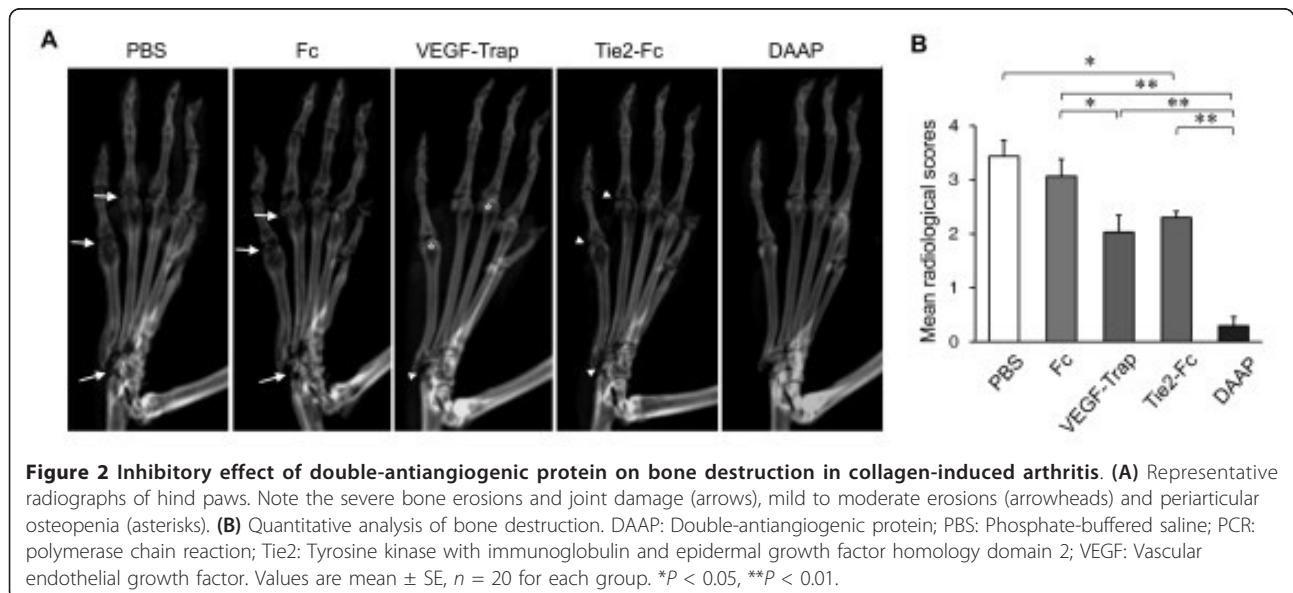 A
PBS
Fc
VEGF-Trap
Tie2-Fc
DAAP
B
*
**
* **
**
Mean radiological scores
4
3
2
1
0
PBS
Fc
VEGF-Trap
Tie2-Fc
DAAP
Figure 2 Inhibitory effect of double-antiangiogenic protein on bone destruction in collagen-induced arthritis. (A) Representative
radiographs of hind paws. Note the severe bone erosions and joint damage (arrows), mild to moderate erosions (arrowheads) and periarticular
osteopenia (asterisks). (B) Quantitative analysis of bone destruction. DAAP: Double-antiangiogenic protein; PBS: Phosphate-buffered saline; PCR:
polymerase chain reaction; Tie2: Tyrosine kinase with immunoglobulin and epidermal growth factor homology domain 2; VEGF: Vascular
endothelial growth factor. Values are mean ± SE, n = 20 for each group. *P < 0.05, **P < 0.01.